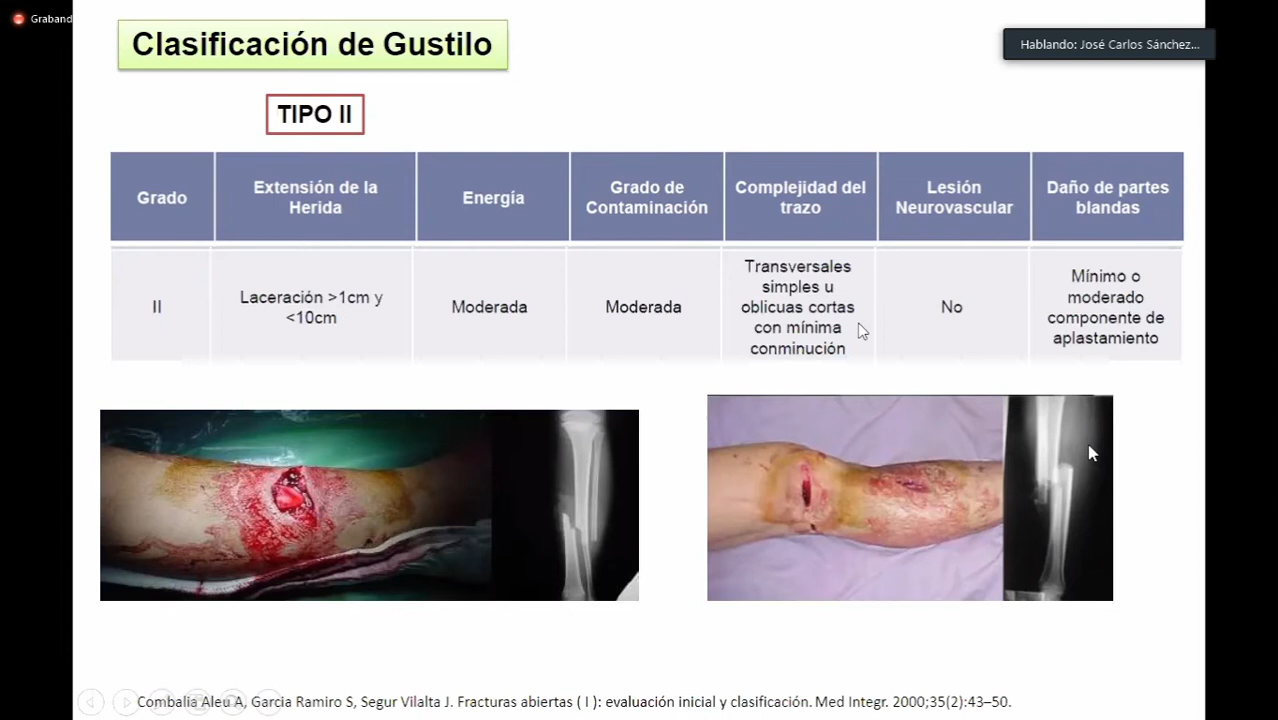 Graband
Clasificación de Gustilo
Hablando: José Carlos Sánchez...
TIPO II
Grado
Extensión de la
Herida
Energía
Grado de
Contaminación
Complejidad del
trazo
Lesión
Neurovascular
Daño de partes
blandas
II
Laceración >1cm y
<10cm
Moderada
Moderada
Transversales
simples u
oblicuas cortas
con mínima
conminución
No
Mínimo o
moderado
componente de
aplastamiento
Combalia Aleu A, Garcia Ramiro S, Segur Vilalta J. Fracturas abiertas ( I ): evaluación inicial y clasificación. Med Integr. 2000;35(2):43–50.